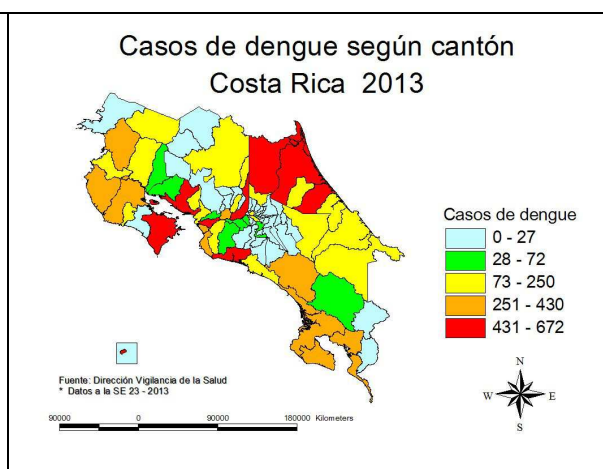 Casos de dengue según cantón
Costa Rica 2013
Casos de dengue
0 - 27
28 - 72
73 - 250
251 - 430
431 - 672
Fuente: Dirección Vigilancia de la Salud
* Datos a la SE 23 - 2013
90000 0 90000 180000 Kilometers
N
W E
S